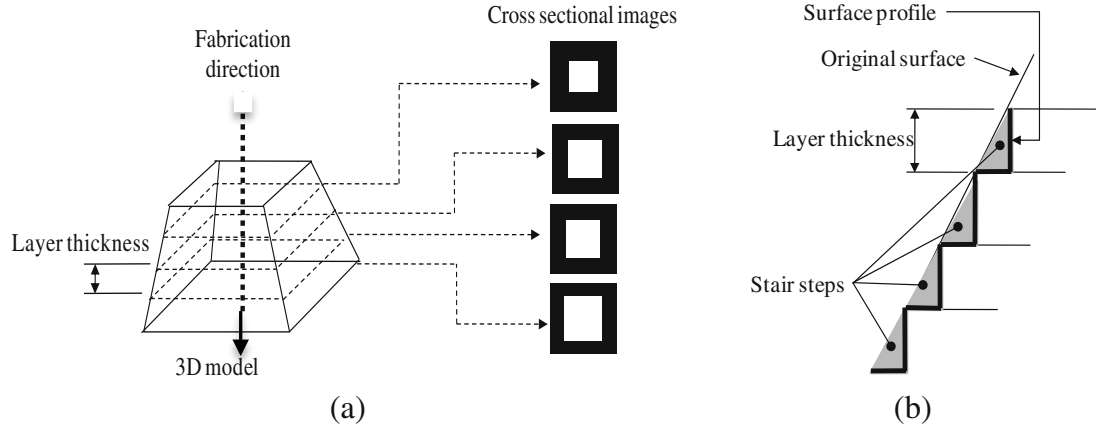 Cross sectional images
Fabrication
direction
Layer thickness
3D model
(a)
Surface profile
Original surface
Layer thickness
Stair steps
(b)